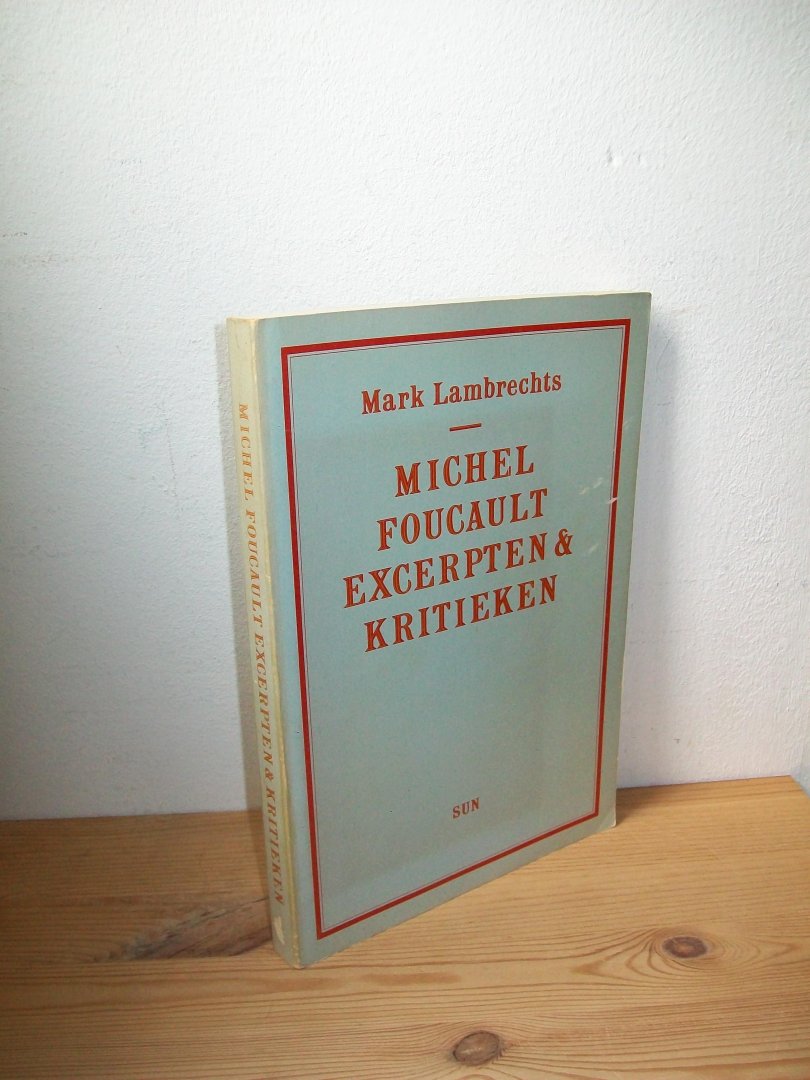 Mark Lambrechts
MICHEL
FOUCAULT
EXCERPTEN &
KRITIEKEN
SUN
MICHEL FOUCAULT EXCERPTEN & KRITIEKEN